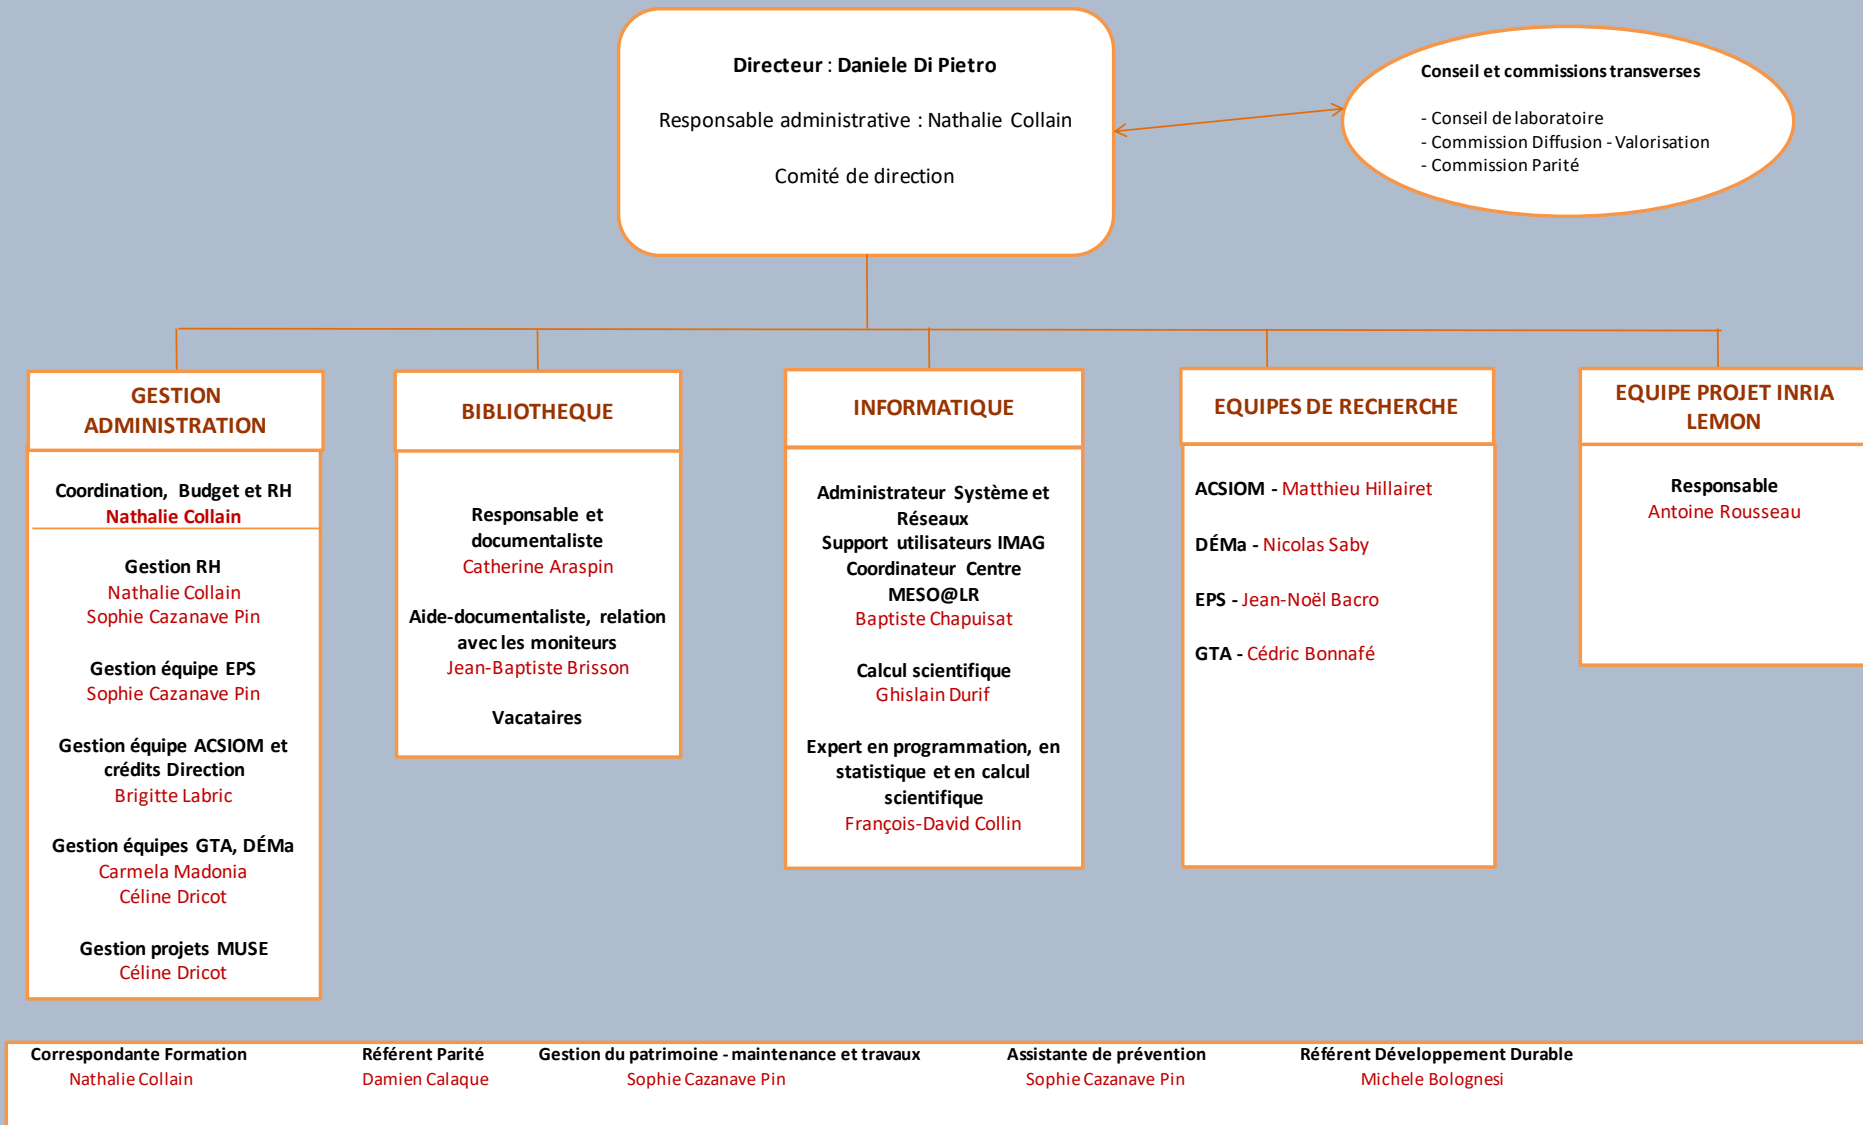 Directeur : Daniele Di Pietro
Responsable administrative : Nathalie Collain
Comité de direction
Conseil et commissions transverses
- Conseil de laboratoire
- Commission Diffusion - Valorisation
- Commission Parité
GESTION
ADMINISTRATION
Coordination, Budget et RH
Nathalie Collain
Gestion RH
Nathalie Collain
Sophie Cazanave Pin
Gestion équipe EPS
Sophie Cazanave Pin
Gestion équipe ACSIOM et
crédits Direction
Brigitte Labric
Gestion équipes GTA, DÉMa
Carmela Madonia
Céline Dricot
Gestion projets MUSE
Céline Dricot
BIBLIOTHEQUE
Responsable et
documentaliste
Catherine Araspin
Aide-documentaliste, relation
avec les moniteurs
Jean-Baptiste Brisson
Vacataires
INFORMATIQUE
Administrateur Système et
Réseaux
Support utilisateurs IMAG
Coordinateur Centre
MESO@LR
Baptiste Chapuisat
Calcul scientifique
Ghislain Durif
Expert en programmation, en
statistique et en calcul
scientifique
François-David Collin
EQUIPES DE RECHERCHE
ACSIOM - Matthieu Hillairet
DÉMa - Nicolas Saby
EPS - Jean-Noël Bacro
GTA - Cédric Bonnafé
EQUIPE PROJET INRIA
LEMON
Responsable
Antoine Rousseau
Correspondante Formation
Nathalie Collain
Référent Parité
Damien Calaque
Gestion du patrimoine - maintenance et travaux
Sophie Cazanave Pin
Assistante de prévention
Sophie Cazanave Pin
Référent Développement Durable
Michele Bolognesi